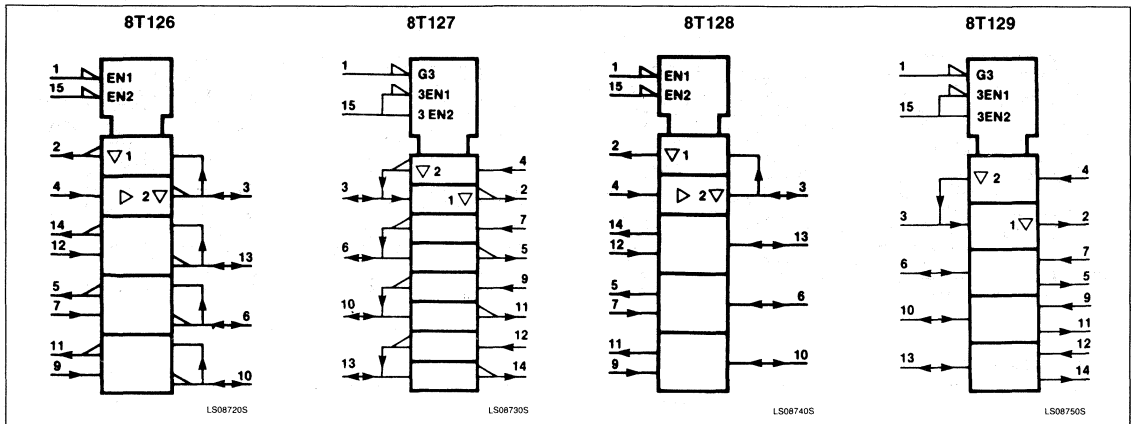 8T126
1 EN1
15 EN2
2 ▽ 1
4 ▷ 2 ▽ 3
14
12 13
5
7 6
11
9 10
LS08720S
8T127
1 G3
3EN1
15 3 EN2
▽ 2 4
3 1 ▽ 2
7
6 5
9
10 11
12
13 14
LS08730S
8T128
1 EN1
15 EN2
2 ▽ 1
4 ▷ 2 ▽ 3
14
12 13
5
7 6
11
9 10
LS08740S
8T129
1 G3
3EN1
15 3EN2
▽ 2 4
3 1 ▽ 2
7
6 5
9
10 11
12
13 14
LS08750S